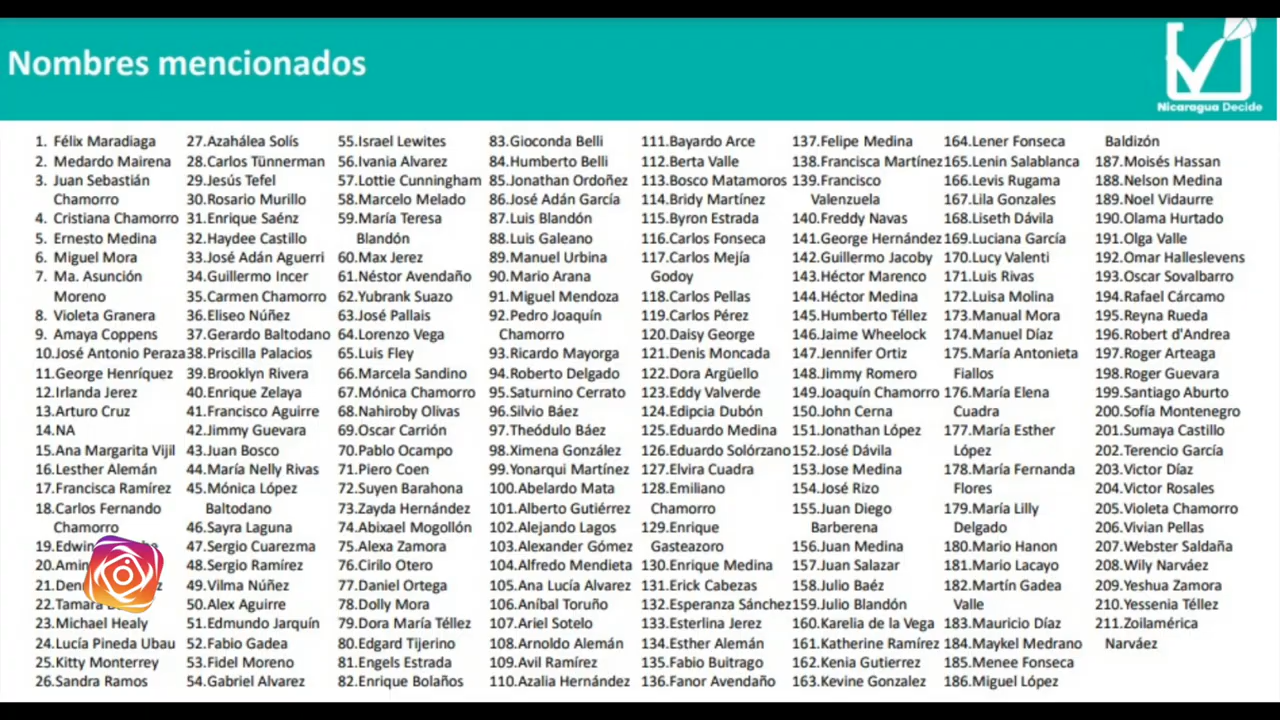 Nombres mencionados
Nicaragua Decide
1. Félix Maradiaga
2. Medardo Mairena
3. Juan Sebastián
Chamorro
4. Cristiana Chamorro
5. Ernesto Medina
6. Miguel Mora
7. Ma. Asunción
Moreno
8. Violeta Granera
9. Amaya Coppens
10.José Antonio Peraza
11.George Henríquez
12.Irlanda Jerez
13.Arturo Cruz
14.NA
15.Ana Margarita Vijil
16.Lesther Alemán
17.Francisca Ramírez
18.Carlos Fernando
Chamorro
19.Edwin
20.
21.
22.Tamara
23.Michael Healy
24.Lucía Pineda Ubau
25.Kitty Monterrey
26.Sandra Ramos
27.Azahálea Solís
28.Carlos Tünnerman
29.Jesús Tefel
30.Rosario Murillo
31.Enrique Saénz
32.Haydee Castillo
33.José Adán Aguerri
34.Guillermo Incer
35.Carmen Chamorro
36.Eliseo Núñez
37.Gerardo Baltodano
38.Priscilla Palacios
39.Brooklyn Rivera
40.Enrique Zelaya
41.Francisco Aguirre
42.Jimmy Guevara
43.Juan Bosco
44.María Nelly Rivas
45.Mónica López
Baltodano
46.Sayra Laguna
47.Sergio Cuarezma
48.Sergio Ramírez
49.Vilma Núñez
50.Alex Aguirre
51.Edmundo Jarquín
52.Fabio Gadea
53.Fidel Moreno
54.Gabriel Alvarez
55.Israel Lewites
56.Ivania Alvarez
57.Lottie Cunningham
58.Marcelo Melado
59.María Teresa
Blandón
60.Max Jerez
61.Néstor Avendaño
62.Yubrank Suazo
63.José Pallais
64.Lorenzo Vega
65.Luis Fley
66.Marcela Sandino
67.Mónica Chamorro
68.Nahiroby Olivas
69.Oscar Carrión
70.Pablo Ocampo
71.Piero Coen
72.Suyen Barahona
73.Zayda Hernández
74.Abixael Mogollón
75.Alexa Zamora
76.Cirilo Otero
77.Daniel Ortega
78.Dolly Mora
79.Dora María Téllez
80.Edgard Tijerino
81.Engels Estrada
82.Enrique Bolaños
83.Gioconda Belli
84.Humberto Belli
85.Jonathan Ordoñez
86.José Adán García
87.Luis Blandón
88.Luis Galeano
89.Manuel Urbina
90.Mario Arana
91.Miguel Mendoza
92.Pedro Joaquín
Chamorro
93.Ricardo Mayorga
94.Roberto Delgado
95.Saturnino Cerrato
96.Silvio Báez
97.Theódulo Báez
98.Ximena González
99.Yonarqui Martínez
100.Abelardo Mata
101.Alberto Gutiérrez
102.Alejando Lagos
103.Alexander Gómez
104.Alfredo Mendieta
105.Ana Lucía Alvarez
106.Aníbal Toruño
107.Ariel Sotelo
108.Arnoldo Alemán
109.Avil Ramírez
110.Azalia Hernández
111.Bayardo Arce
112.Berta Valle
113.Bosco Matamoros
114.Bridy Martínez
115.Byron Estrada
116.Carlos Fonseca
117.Carlos Mejía
Godoy
118.Carlos Pellas
119.Carlos Pérez
120.Daisy George
121.Denis Moncada
122.Dora Argüello
123.Eddy Valverde
124.Edipcia Dubón
125.Eduardo Medina
126.Eduardo Solórzano
127.Elvira Cuadra
128.Emiliano
Chamorro
129.Enrique
Gasteazoro
130.Enrique Medina
131.Erick Cabezas
132.Esperanza Sánchez
133.Esterlina Jerez
134.Esther Alemán
135.Fabio Buitrago
136.Fanor Avendaño
137.Felipe Medina
138.Francisca Martínez
139.Francisco
Valenzuela
140.Freddy Navas
141.George Hernández
142.Guillermo Jacoby
143.Héctor Marenco
144.Héctor Medina
145.Humberto Téllez
146.Jaime Wheelock
147.Jennifer Ortiz
148.Jimmy Romero
149.Joaquín Chamorro
150.John Cerna
151.Jonathan López
152.José Dávila
153.Jose Medina
154.José Rizo
155.Juan Diego
Barberena
156.Juan Medina
157.Juan Salazar
158.Julio Baéz
159.Julio Blandón
160.Karelia de la Vega
161.Katherine Ramírez
162.Kenia Gutierrez
163.Kevine Gonzalez
164.Lener Fonseca
165.Lenin Salablanca
166.Levis Rugama
167.Lila Gonzales
168.Liseth Dávila
169.Luciana García
170.Lucy Valenti
171.Luis Rivas
172.Luisa Molina
173.Manual Mora
174.Manuel Díaz
175.María Antonieta
Fiallos
176.María Elena
Cuadra
177.María Esther
López
178.María Fernanda
Flores
179.María Lilly
Delgado
180.Mario Hanon
181.Mario Lacayo
182.Martín Gadea
Valle
183.Mauricio Díaz
184.Maykel Medrano
185.Menee Fonseca
186.Miguel López
Baldizón
187.Moisés Hassan
188.Nelson Medina
189.Noel Vidaurre
190.Olama Hurtado
191.Olga Valle
192.Omar Halleslevens
193.Oscar Sovalbarro
194.Rafael Cárcamo
195.Reyna Rueda
196.Robert d'Andrea
197.Roger Arteaga
198.Roger Guevara
199.Santiago Aburto
200.Sofía Montenegro
201.Sumaya Castillo
202.Terencio García
203.Victor Díaz
204.Victor Rosales
205.Violeta Chamorro
206.Vivian Pellas
207.Webster Saldaña
208.Wily Narváez
209.Yeshua Zamora
210.Yessenia Téllez
211.Zoilamérica
Narváez